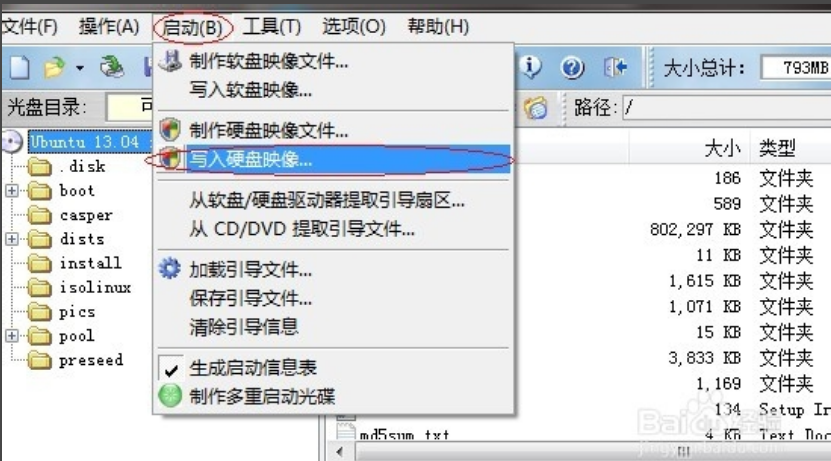 文件(F) 操作(A) 启动(B) 工具(T) 选项(O) 帮助(H)
大小总计： 793MB
光盘目录： 可
路径： /
制作软盘映像文件...
写入软盘映像...
制作硬盘映像文件...
写入硬盘映像...
从软盘/硬盘驱动器提取引导扇区...
从 CD/DVD 提取引导文件...
加载引导文件...
保存引导文件...
清除引导信息
生成启动信息表
制作多重启动光碟
Ubuntu 13.04
.disk
boot
casper
dists
install
isolinux
pics
pool
preseed
大小 类型
186 文件夹
589 文件夹
802,297 KB 文件夹
11 KB 文件夹
1,615 KB 文件夹
1,071 KB 文件夹
15 KB 文件夹
3,833 KB 文件夹
1,169 文件夹
134 Setup In
md5sum.txt 4 KB Text Doc
Baidu经验
jingyan.baidu.com